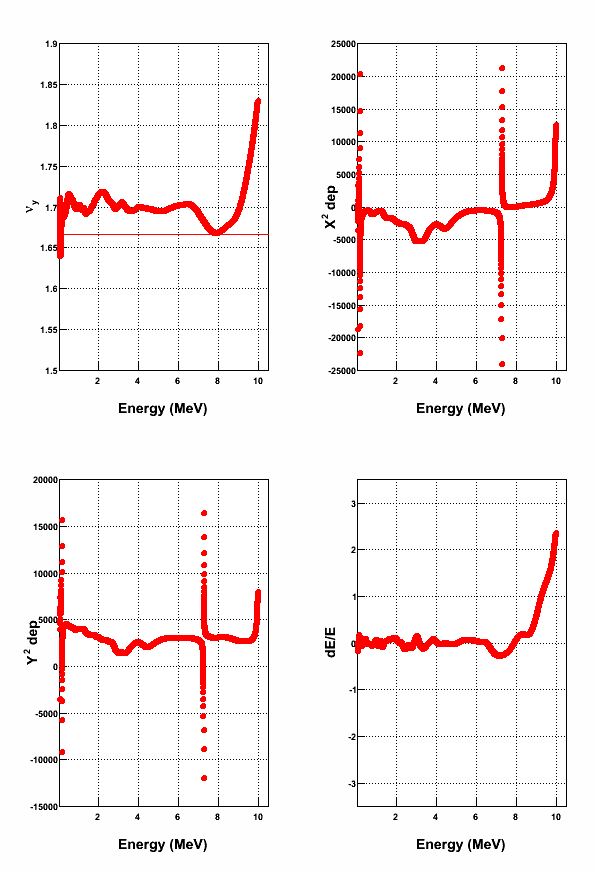 1.9
1.85
1.8
1.75
1.7
1.65
1.6
1.55
1.5
νy
2 4 6 8 10
Energy (MeV)
25000
20000
15000
10000
5000
0
-5000
-10000
-15000
-20000
-25000
X² dep
2 4 6 8 10
Energy (MeV)
20000
15000
10000
5000
0
-5000
-10000
-15000
Y² dep
2 4 6 8 10
Energy (MeV)
3
2
1
0
-1
-2
-3
dE/E
2 4 6 8 10
Energy (MeV)